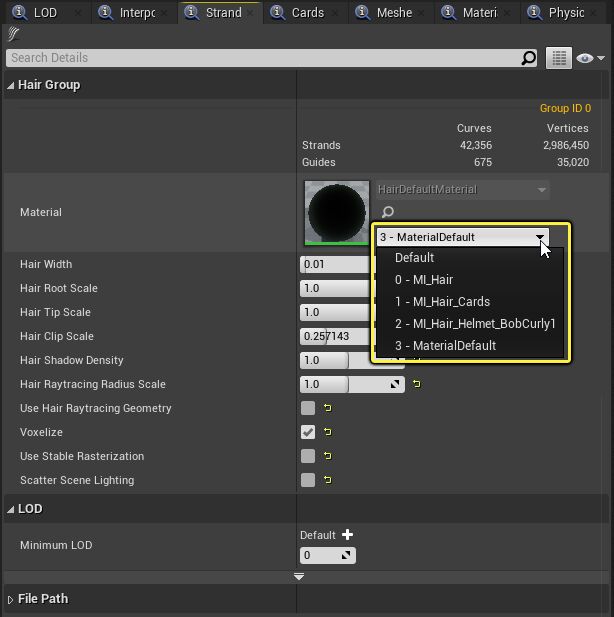 LOD Interpo Strand Cards Meshe Materi Physic
Search Details
Hair Group
Group ID 0
Curves Vertices
Strands 42,356 2,986,450
Guides 675 35,020
Material
HairDefaultMaterial
3 - MaterialDefault
Default
0 - MI_Hair
1 - MI_Hair_Cards
2 - MI_Hair_Helmet_BobCurly1
3 - MaterialDefault
Hair Width 0.01
Hair Root Scale 1.0
Hair Tip Scale 1.0
Hair Clip Scale 0.257143
Hair Shadow Density 1.0
Hair Raytracing Radius Scale 1.0
Use Hair Raytracing Geometry
Voxelize
Use Stable Rasterization
Scatter Scene Lighting
LOD
Default
Minimum LOD
0
File Path